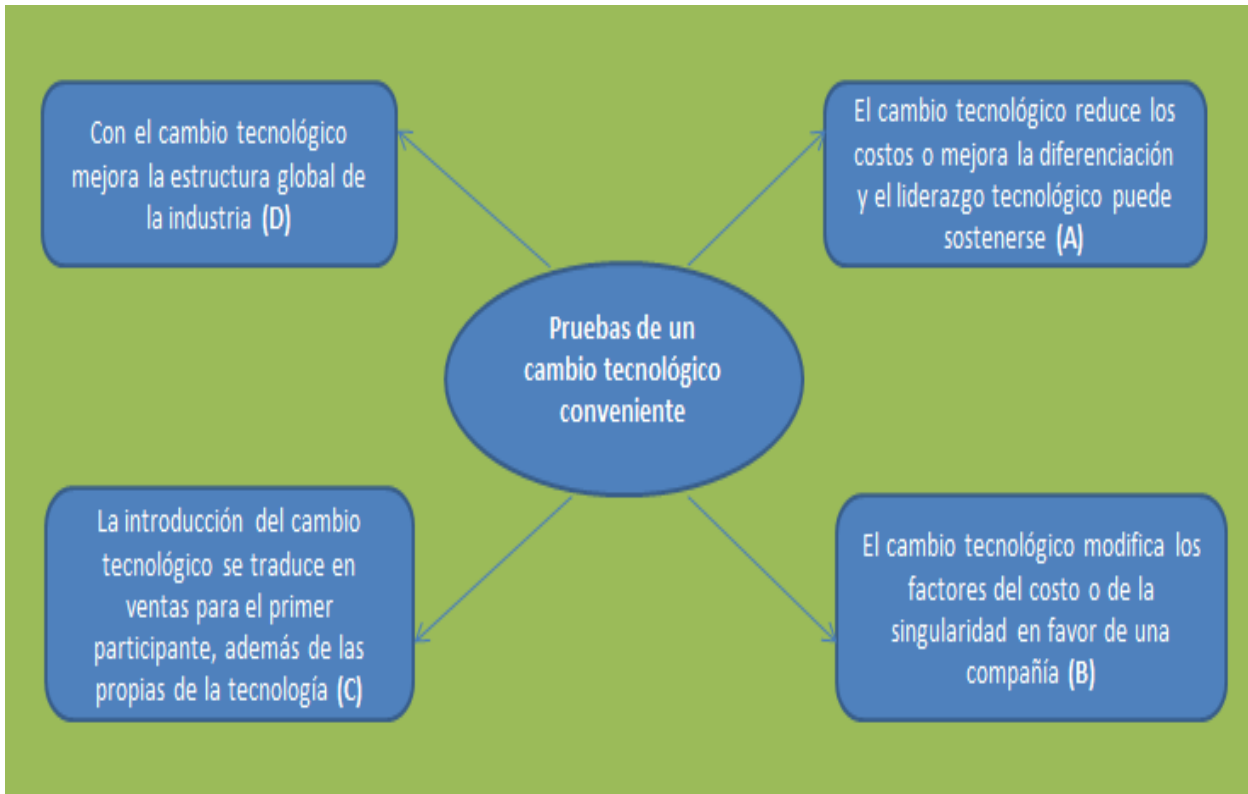 Con el cambio tecnológico
mejora la estructura global de
la industria (D)
El cambio tecnológico reduce los
costos o mejora la diferenciación
y el liderazgo tecnológico puede
sostenerse (A)
Pruebas de un
cambio tecnológico
conveniente
La introducción del cambio
tecnológico se traduce en
ventas para el primer
participante, además de las
propias de la tecnología (C)
El cambio tecnológico modifica los
factores del costo o de la
singularidad en favor de una
compañía (B)